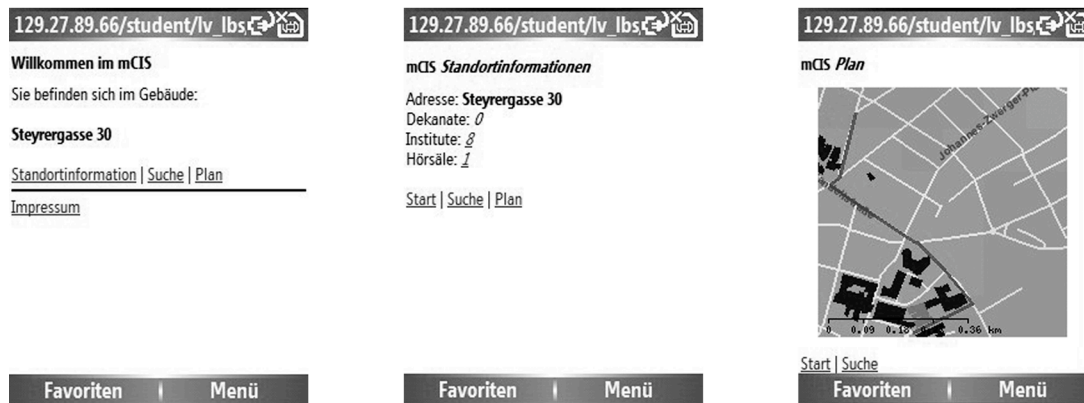 129.27.89.66/student/lv_lbs
Willkommen im mCIS
Sie befinden sich im Gebäude:
Steyrergasse 30
Standortinformation | Suche | Plan
Impressum
Favoriten Menü
129.27.89.66/student/lv_lbs
mCIS Standortinformationen
Adresse: Steyrergasse 30
Dekanate: 0
Institute: 8
Hörsäle: 1
Start | Suche | Plan
Favoriten Menü
129.27.89.66/student/lv_lbs
mCIS Plan
0 0.09 0.18 0.36 km
Start | Suche
Favoriten Menü